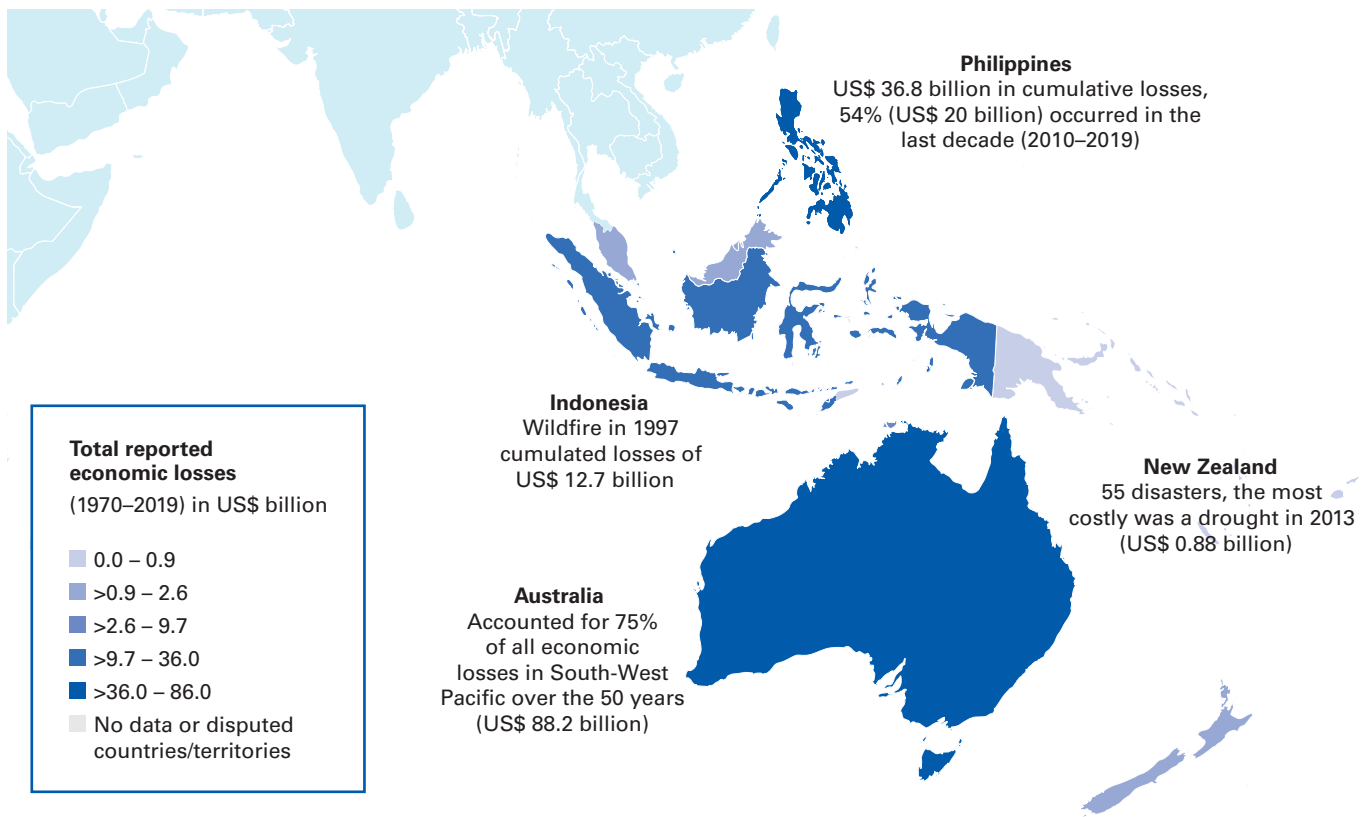 Philippines
US$ 36.8 billion in cumulative losses,
54% (US$ 20 billion) occurred in the
last decade (2010–2019)
Indonesia
Wildfire in 1997
cumulated losses of
US$ 12.7 billion
New Zealand
55 disasters, the most
costly was a drought in 2013
(US$ 0.88 billion)
Australia
Accounted for 75%
of all economic
losses in South-West
Pacific over the 50 years
(US$ 88.2 billion)
Total reported
economic losses
(1970–2019) in US$ billion
0.0 – 0.9
>0.9 – 2.6
>2.6 – 9.7
>9.7 – 36.0
>36.0 – 86.0
No data or disputed
countries/territories